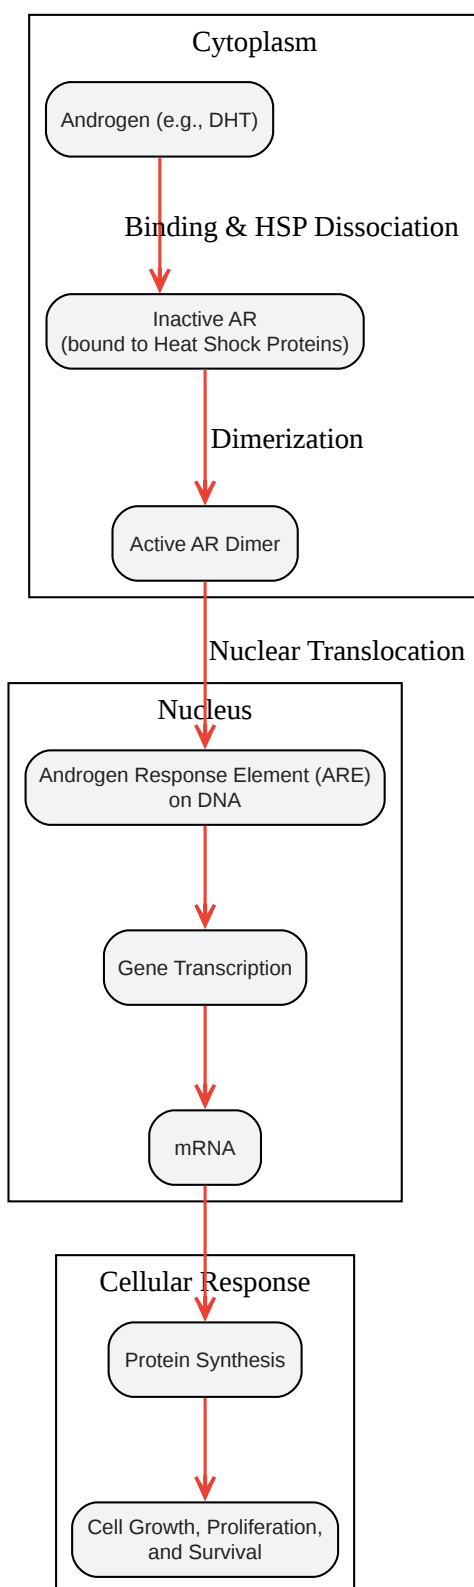 Cytoplasm
Androgen (e.g., DHT)
Binding & HSP Dissociation
Inactive AR
(bound to Heat Shock Proteins)
Dimerization
Active AR Dimer
Nuclear Translocation
Nucleus
Androgen Response Element (ARE)
on DNA
Gene Transcription
mRNA
Cellular Response
Protein Synthesis
Cell Growth, Proliferation,
and Survival